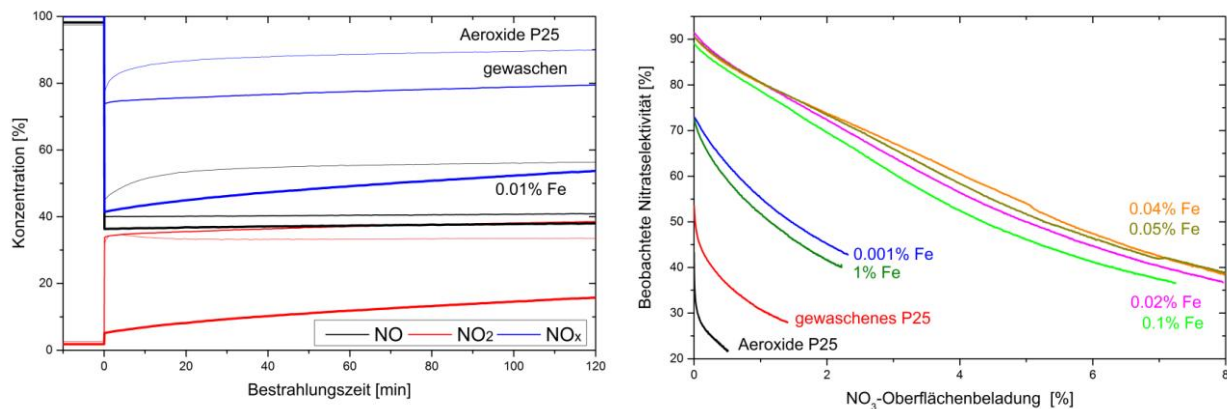 100
80
60
40
20
0
Konzentration [%]
Aeroxide P25
gewaschen
0.01% Fe
NO NO2 NOx
0 20 40 60 80 100 120
Bestrahlungszeit [min]
90
80
70
60
50
40
30
20
Beobachtete Nitratselektivität [%]
0.04% Fe
0.05% Fe
0.001% Fe
1% Fe
0.02% Fe
0.1% Fe
gewaschenes P25
Aeroxide P25
0 2 4 6 8
NO3-Oberflächenbeladung [%]